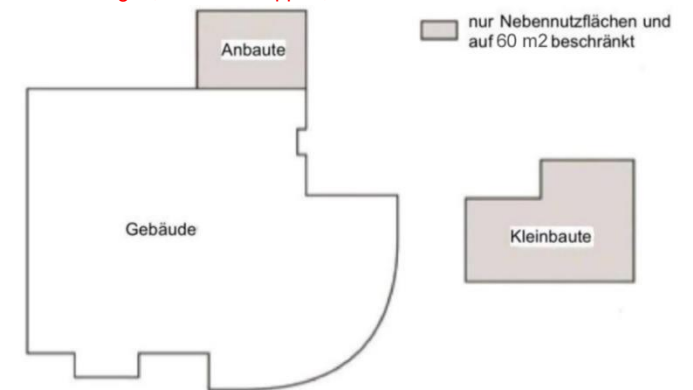 nur Nebennutzflächen und
auf 60 m2 beschränkt
Anbaute
Gebäude
Kleinbaute